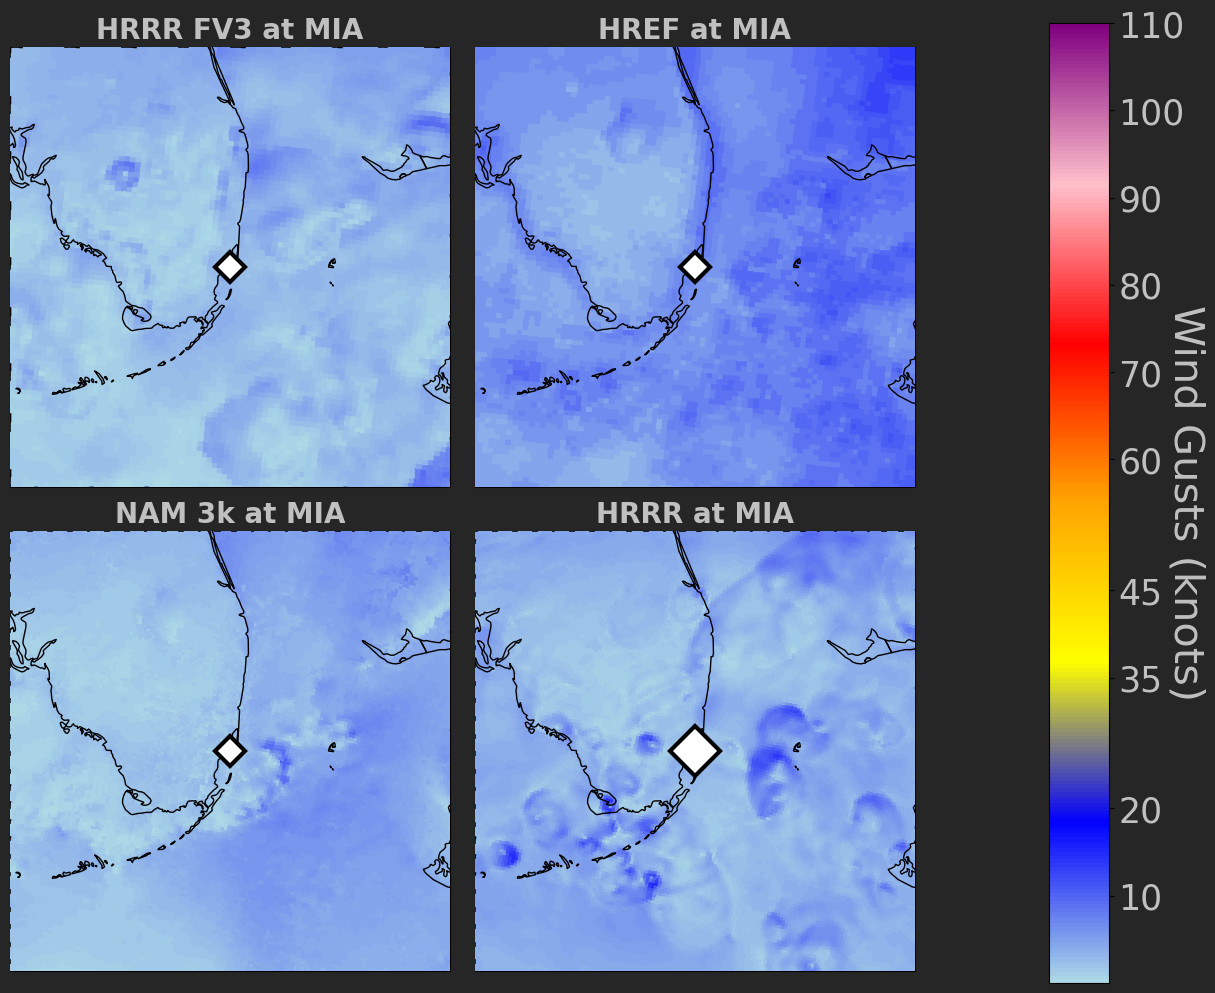 HRRR FV3 at MIA
HREF at MIA
NAM 3k at MIA
HRRR at MIA
110
100
90
80
70
60
45
35
20
10
Wind Gusts (knots)